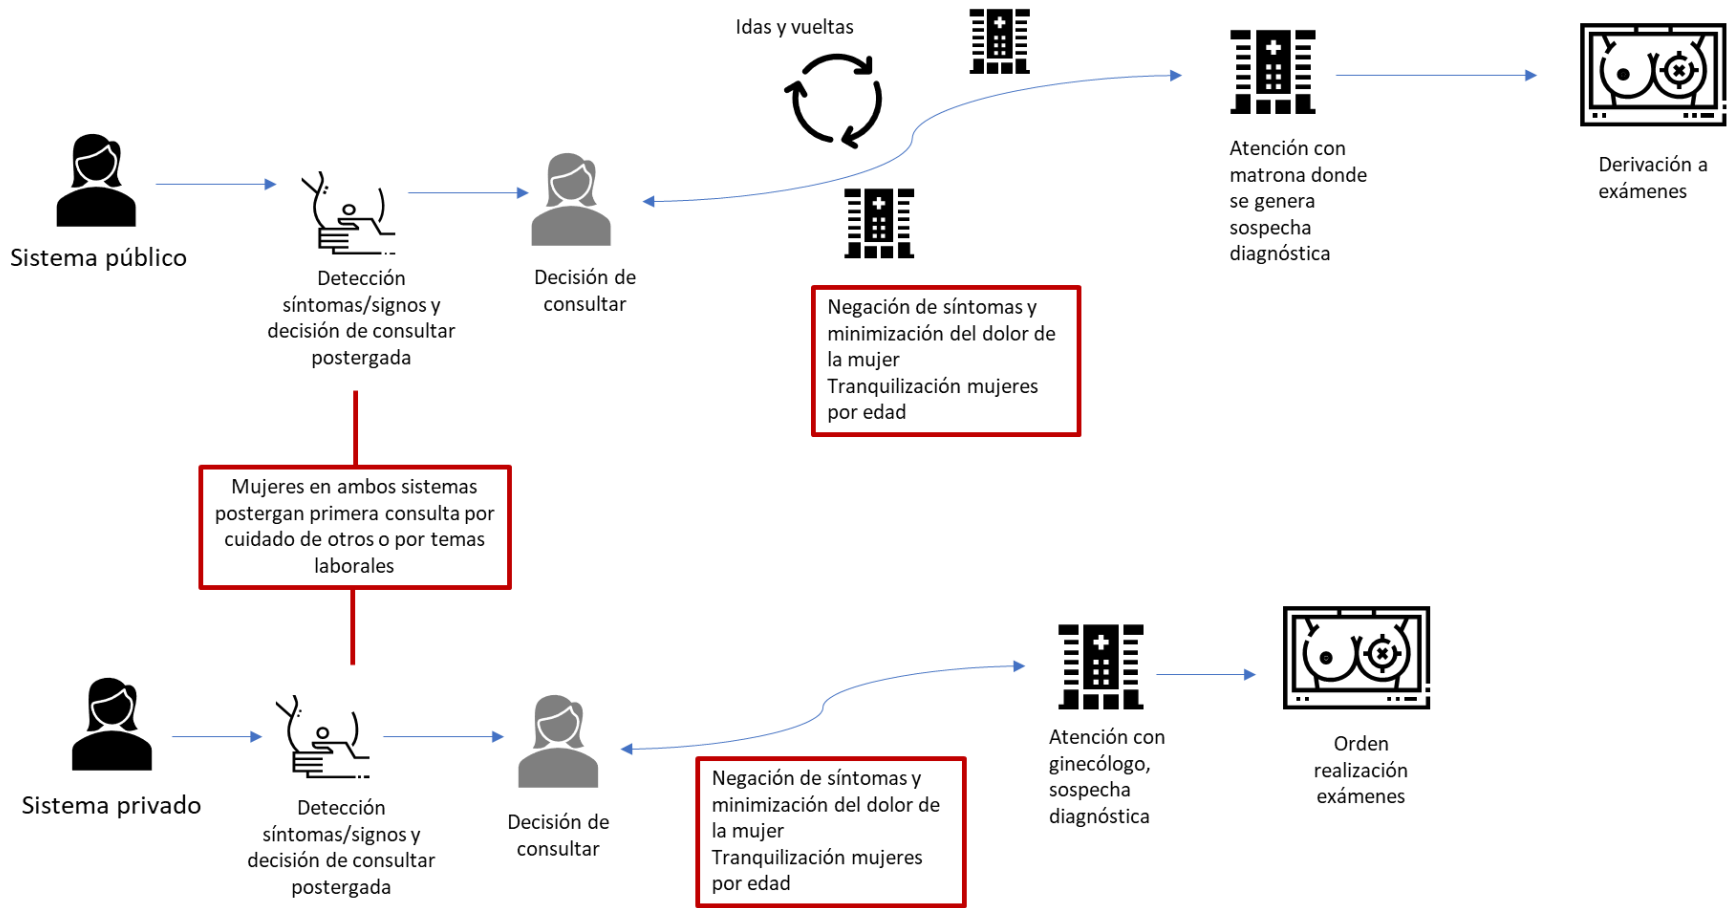 Idas y vueltas
Sistema público
Detección
síntomas/signos y
decisión de consultar
postergada
Decisión de
consultar
Negación de síntomas y
minimización del dolor de
la mujer
Tranquilización mujeres
por edad
Atención con
matrona donde
se genera
sospecha
diagnóstica
Derivación a
exámenes
Mujeres en ambos sistemas
postergan primera consulta por
cuidado de otros o por temas
laborales
Sistema privado
Detección
síntomas/signos y
decisión de consultar
postergada
Decisión de
consultar
Negación de síntomas y
minimización del dolor de
la mujer
Tranquilización mujeres
por edad
Atención con
ginecólogo,
sospecha
diagnóstica
Orden
realización
exámenes